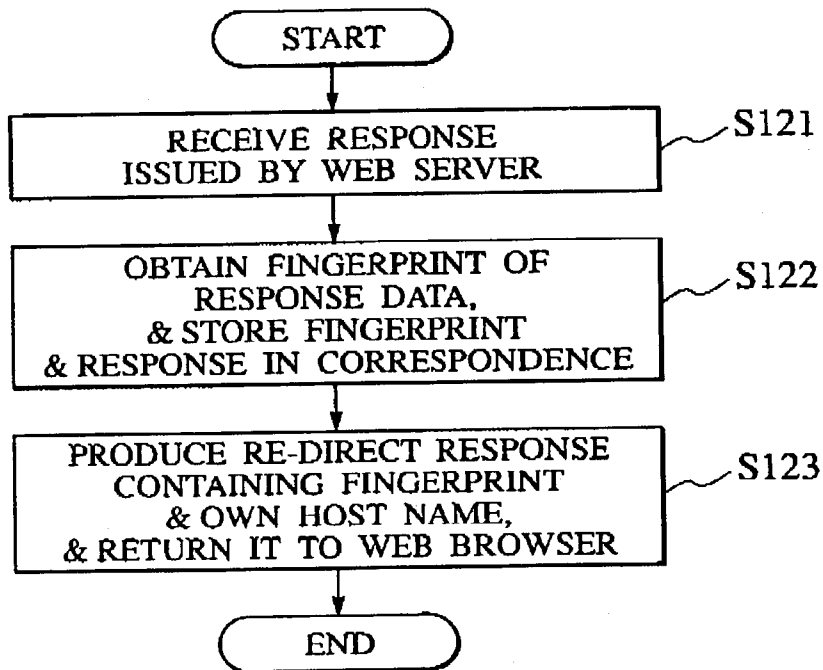 START
RECEIVE RESPONSE
ISSUED BY WEB SERVER
S121
OBTAIN FINGERPRINT OF
RESPONSE DATA,
& STORE FINGERPRINT
& RESPONSE IN CORRESPONDENCE
S122
PRODUCE RE-DIRECT RESPONSE
CONTAINING FINGERPRINT
& OWN HOST NAME,
& RETURN IT TO WEB BROWSER
S123
END